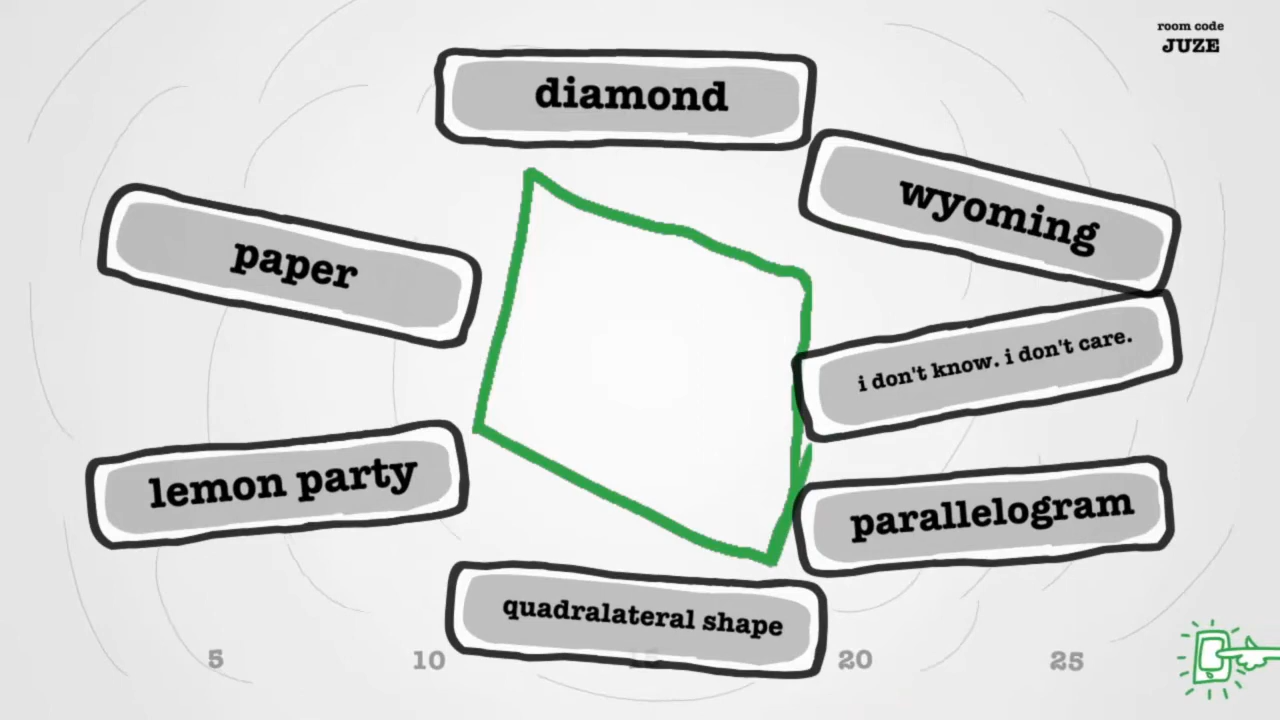 room code
JUZE
diamond
wyoming
paper
i don't know. i don't care.
lemon party
parallelogram
quadralateral shape
5
10
20
25